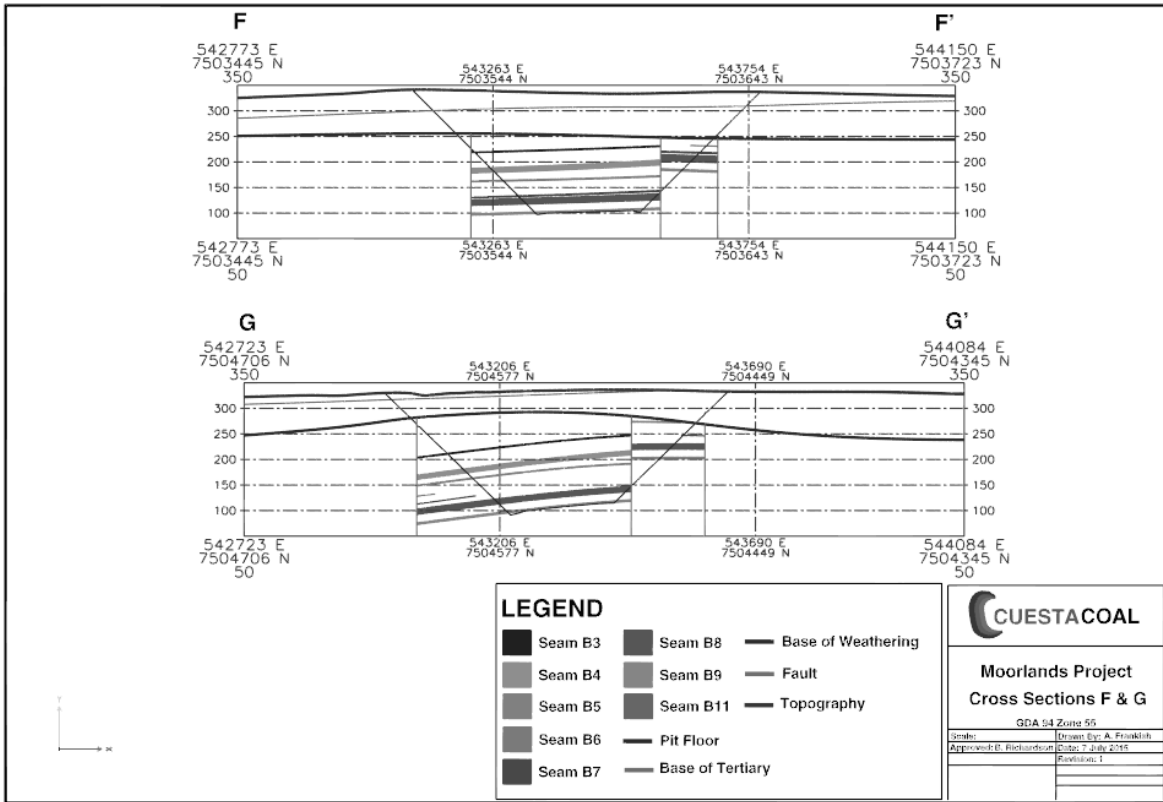 F F'
542773 E 544150 E
7503445 N 7503723 N
350 350
543263 E 543754 E
7503544 N 7503643 N
300 300
250 250
200 200
150 150
100 100
543263 E 543754 E
7503544 N 7503643 N
542773 E 544150 E
7503445 N 7503723 N
50 50
G G'
542723 E 544084 E
7504706 N 7504345 N
350 350
543206 E 543690 E
7504577 N 7504449 N
300 300
250 250
200 200
150 150
100 100
543206 E 543690 E
7504577 N 7504449 N
542723 E 544084 E
7504706 N 7504345 N
50 50
LEGEND
Seam B3 Seam B8 Base of Weathering
Seam B4 Seam B9 Fault
Seam B5 Seam B11 Topography
Seam B6 Pit Floor
Seam B7 Base of Tertiary
CUESTACOAL
Moorlands Project
Cross Sections F & G
GDA 94 Zone 55
Scale: Drawn By: A. Frankish
Approved: B. Richardson Date: 7 July 2015
Revision: 1
Y
X